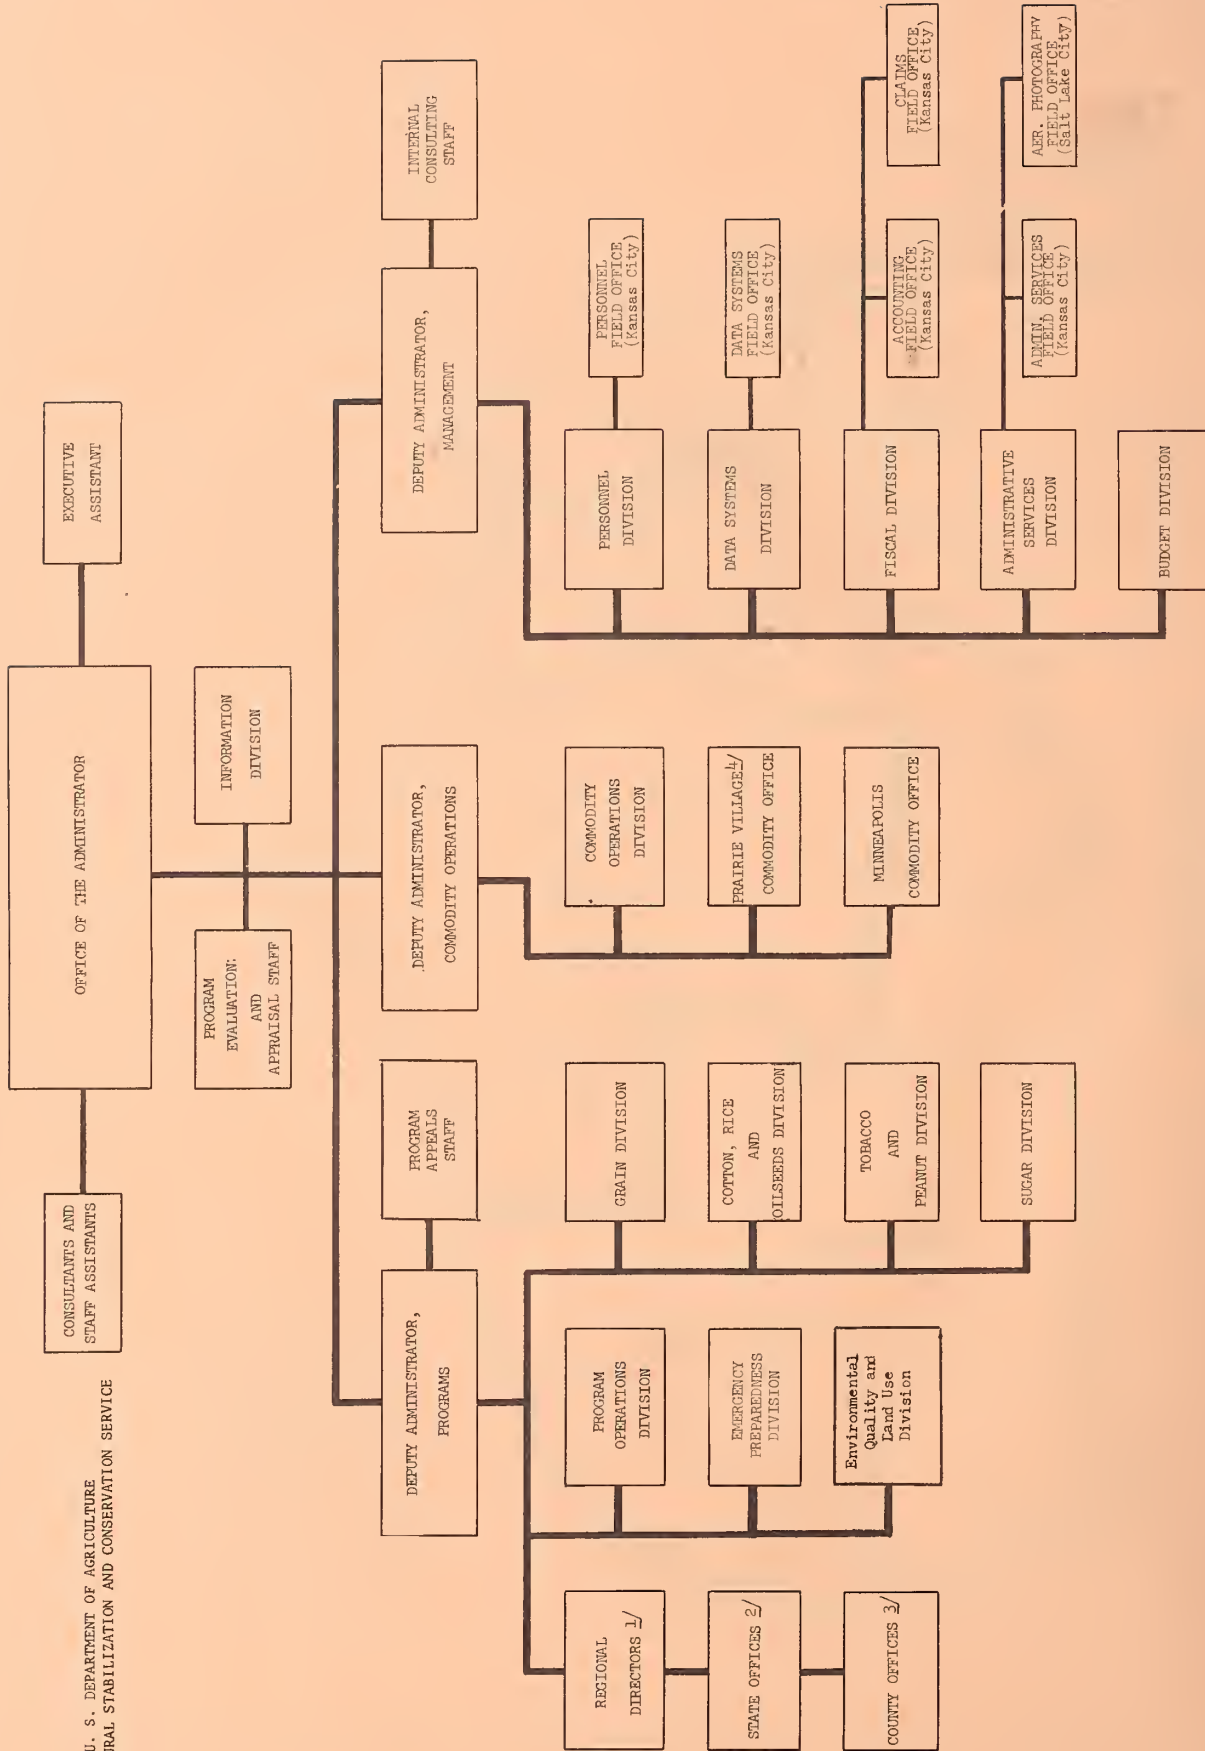 U. S. DEPARTMENT OF AGRICULTURE
URAL STABILIZATION AND CONSERVATION SERVICE
CONSULTANTS AND
STAFF ASSISTANTS
OFFICE OF THE ADMINISTRATOR
EXECUTIVE
ASSISTANT
PROGRAM
EVALUATION:
AND
APPRAISAL STAFF
INFORMATION
DIVISION
DEPUTY ADMINISTRATOR,
PROGRAMS
PROGRAM
APPEALS
STAFF
DEPUTY ADMINISTRATOR,
COMMODITY OPERATIONS
DEPUTY ADMINISTRATOR,
MANAGEMENT
INTERNAL
CONSULTING
STAFF
REGIONAL
DIRECTORS 1/
STATE OFFICES 2/
COUNTY OFFICES 3/
PROGRAM
OPERATIONS
DIVISION
EMERGENCY
PREPAREDNESS
DIVISION
Environmental
Quality and
Land Use
Division
GRAIN DIVISION
COTTON, RICE
AND
OILSEEDS DIVISION
TOBACCO
AND
PEANUT DIVISION
SUGAR DIVISION
COMMODITY
OPERATIONS
DIVISION
PRAIRIE VILLAGE 4/
COMMODITY OFFICE
MINNEAPOLIS
COMMODITY OFFICE
PERSONNEL
DIVISION
PERSONNEL
FIELD OFFICE
(Kansas City)
DATA SYSTEMS
DIVISION
DATA SYSTEMS
FIELD OFFICE
(Kansas City)
FISCAL DIVISION
ACCOUNTING
FIELD OFFICE
(Kansas City)
CLAIMS
FIELD OFFICE
(Kansas City)
ADMINISTRATIVE
SERVICES
DIVISION
ADMIN. SERVICES
FIELD OFFICE
(Kansas City)
AER. PHOTOGRAPHY
FIELD OFFICE
(Salt Lake City)
BUDGET DIVISION